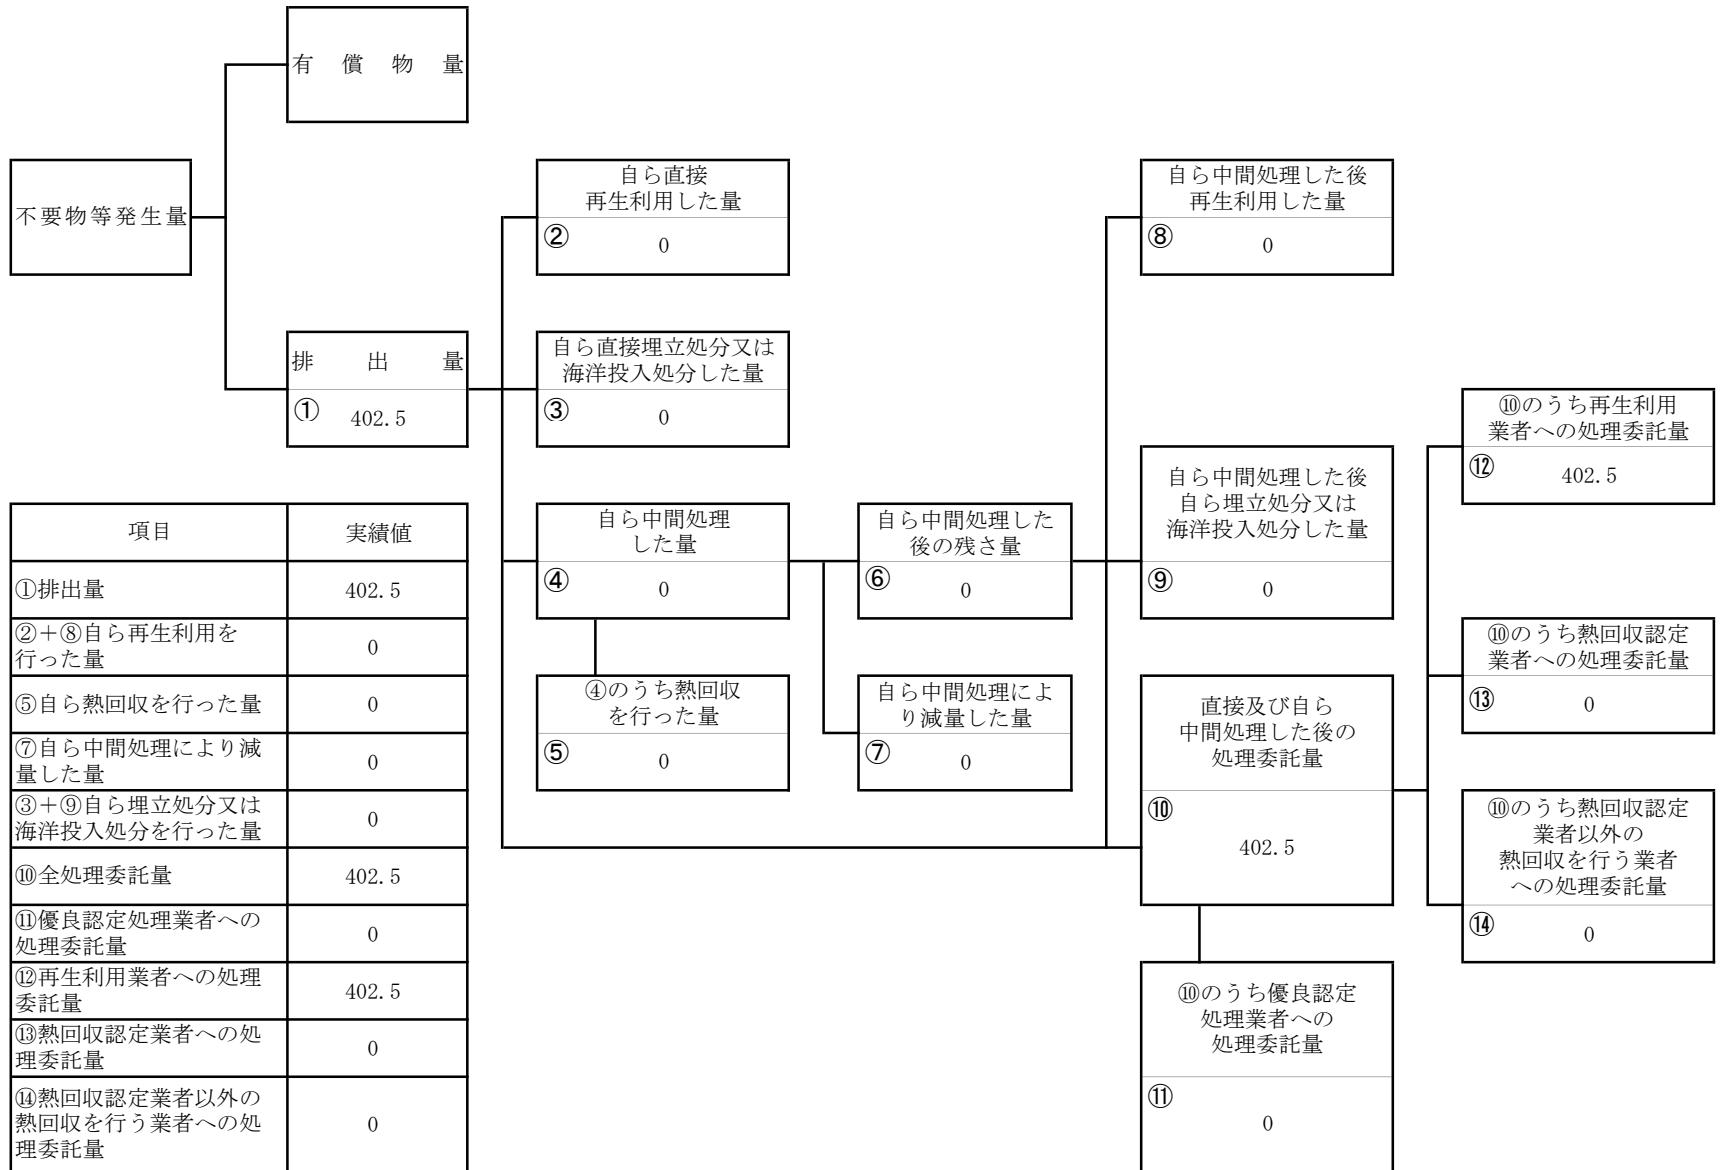 有償物量
不要物等発生量
排出量
①
402.5
自ら直接
再生利用した量
②
0
自ら直接埋立処分又は
海洋投入処分した量
③
0
自ら中間処理
した量
④
0
④のうち熱回収
を行った量
⑤
0
自ら中間処理した
後の残さ量
⑥
0
自ら中間処理によ
り減量した量
⑦
0
自ら中間処理した後
再生利用した量
⑧
0
自ら中間処理した後
自ら埋立処分又は
海洋投入処分した量
⑨
0
直接及び自ら
中間処理した後の
処理委託量
⑩
402.5
⑩のうち優良認定
処理業者への
処理委託量
⑪
0
⑩のうち再生利用
業者への処理委託量
⑫
402.5
⑩のうち熱回収認定
業者への処理委託量
⑬
0
⑩のうち熱回収認定
業者以外の
熱回収を行う業者
への処理委託量
⑭
0
項目 実績値
①排出量 402.5
②＋⑧自ら再生利用を
行った量 0
⑤自ら熱回収を行った量 0
⑦自ら中間処理により減
量した量 0
③＋⑨自ら埋立処分又は
海洋投入処分を行った量 0
⑩全処理委託量 402.5
⑪優良認定処理業者への
処理委託量 0
⑫再生利用業者への処理
委託量 402.5
⑬熱回収認定業者への処
理委託量 0
⑭熱回収認定業者以外の
熱回収を行う業者への処
理委託量 0